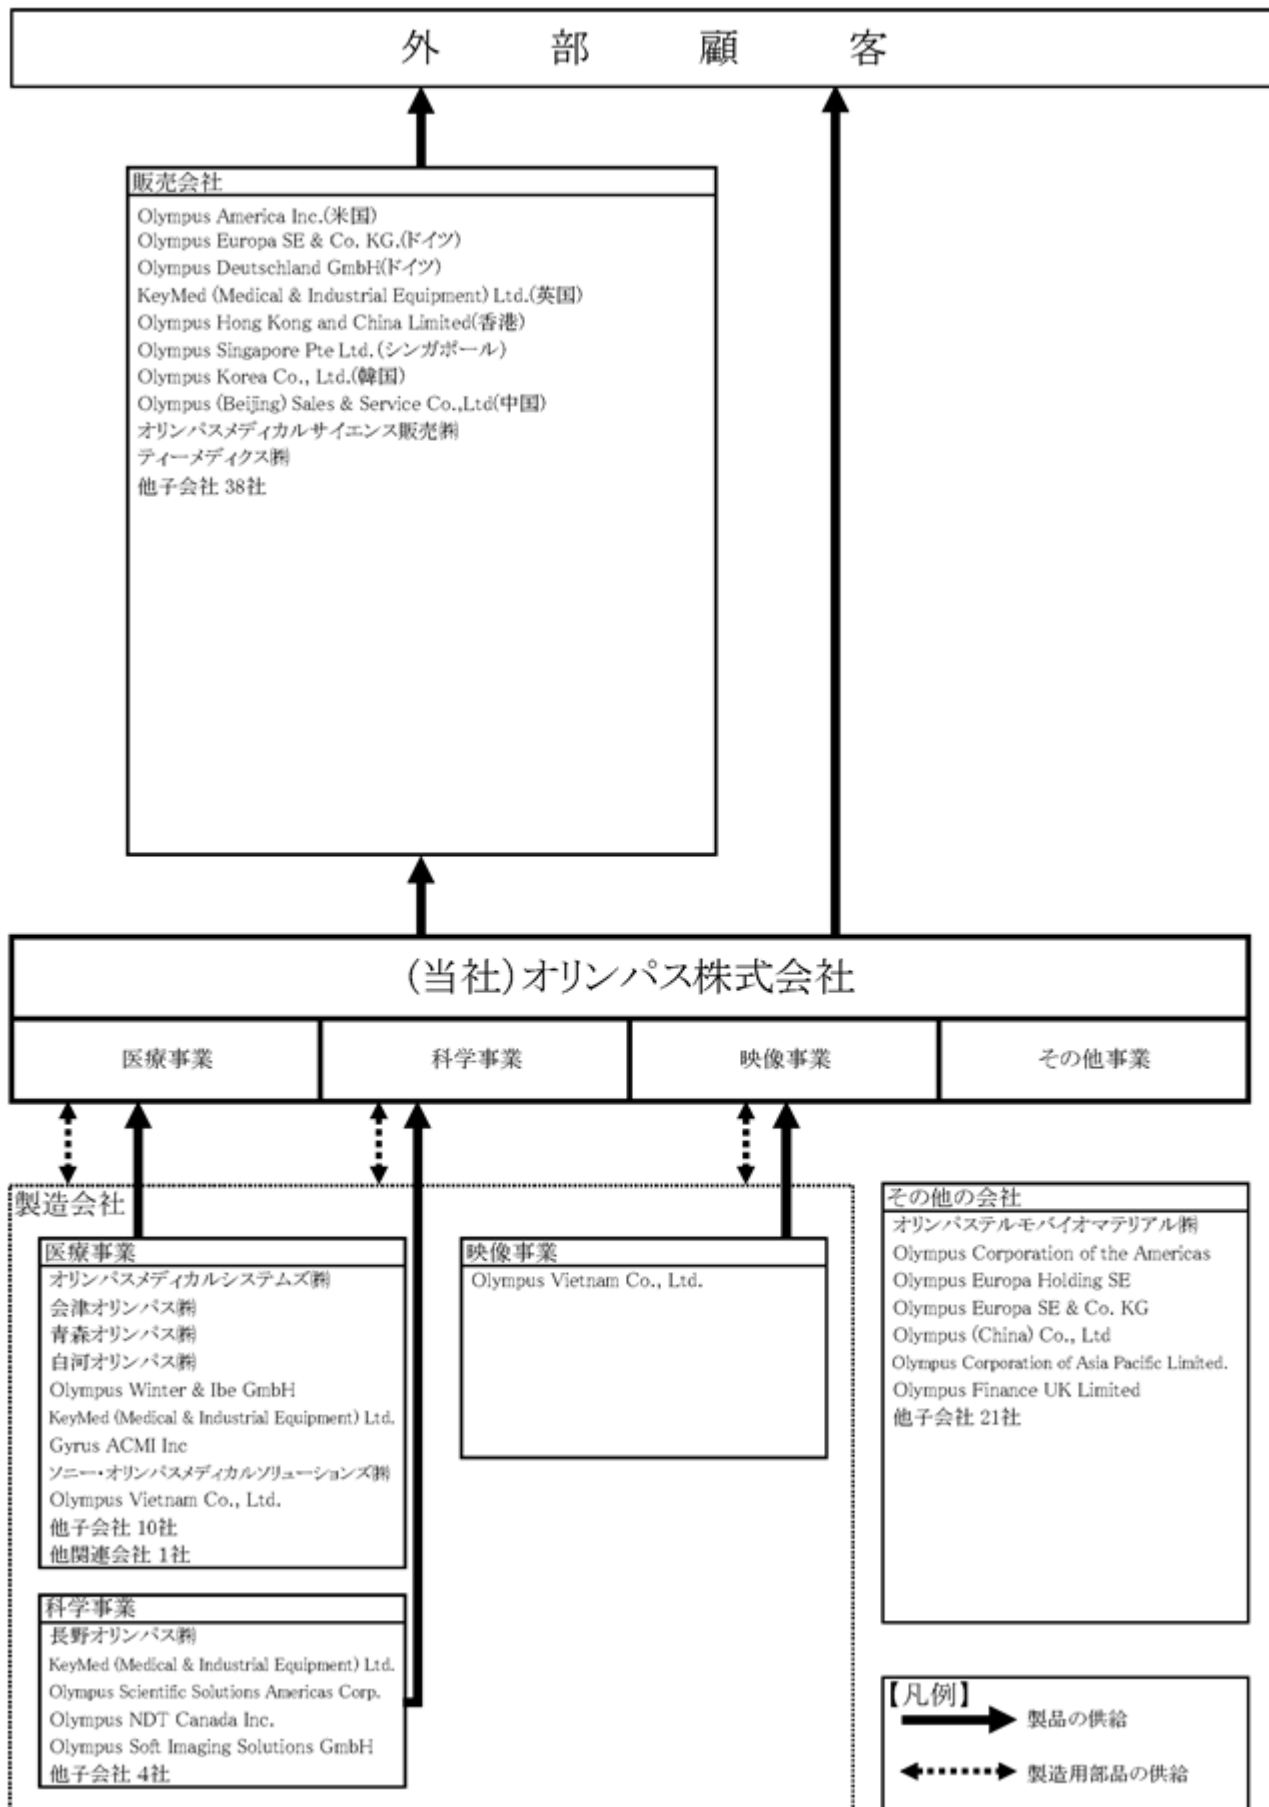 外部顧客
販売会社
Olympus America Inc.(米国)
Olympus Europa SE & Co. KG.(ドイツ)
Olympus Deutschland GmbH(ドイツ)
KeyMed (Medical & Industrial Equipment) Ltd.(英国)
Olympus Hong Kong and China Limited(香港)
Olympus Singapore Pte Ltd.(シンガポール)
Olympus Korea Co., Ltd.(韓国)
Olympus (Beijing) Sales & Service Co.,Ltd(中国)
オリンパスメディカルサイエンス販売㈱
ティーメディクス㈱
他子会社 38社
(当社)オリンパス株式会社
医療事業 科学事業 映像事業 その他事業
製造会社
医療事業
オリンパスメディカルシステムズ㈱
会津オリンパス㈱
青森オリンパス㈱
白河オリンパス㈱
Olympus Winter & Ibe GmbH
KeyMed (Medical & Industrial Equipment) Ltd.
Gyrus ACMI Inc
ソニー・オリンパスメディカルソリューションズ㈱
Olympus Vietnam Co., Ltd.
他子会社 10社
他関連会社 1社
科学事業
長野オリンパス㈱
KeyMed (Medical & Industrial Equipment) Ltd.
Olympus Scientific Solutions Americas Corp.
Olympus NDT Canada Inc.
Olympus Soft Imaging Solutions GmbH
他子会社 4社
映像事業
Olympus Vietnam Co., Ltd.
その他の会社
オリンパステルモバイオマテリアル㈱
Olympus Corporation of the Americas
Olympus Europa Holding SE
Olympus Europa SE & Co. KG
Olympus (China) Co., Ltd
Olympus Corporation of Asia Pacific Limited.
Olympus Finance UK Limited
他子会社 21社
【凡例】
製品の供給
製造用部品の供給